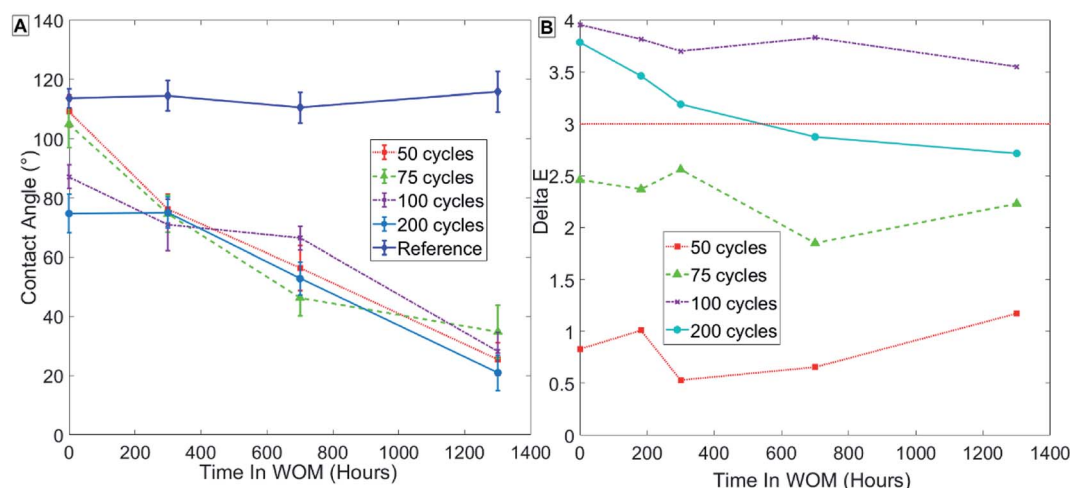 A
140
120
100
80
60
40
20
0
Contact Angle (°)
50 cycles
75 cycles
100 cycles
200 cycles
Reference
0 200 400 600 800 1000 1200 1400
Time In WOM (Hours)
B
4
3.5
3
2.5
2
1.5
1
0.5
0
Delta E
50 cycles
75 cycles
100 cycles
200 cycles
0 200 400 600 800 1000 1200 1400
Time In WOM (Hours)